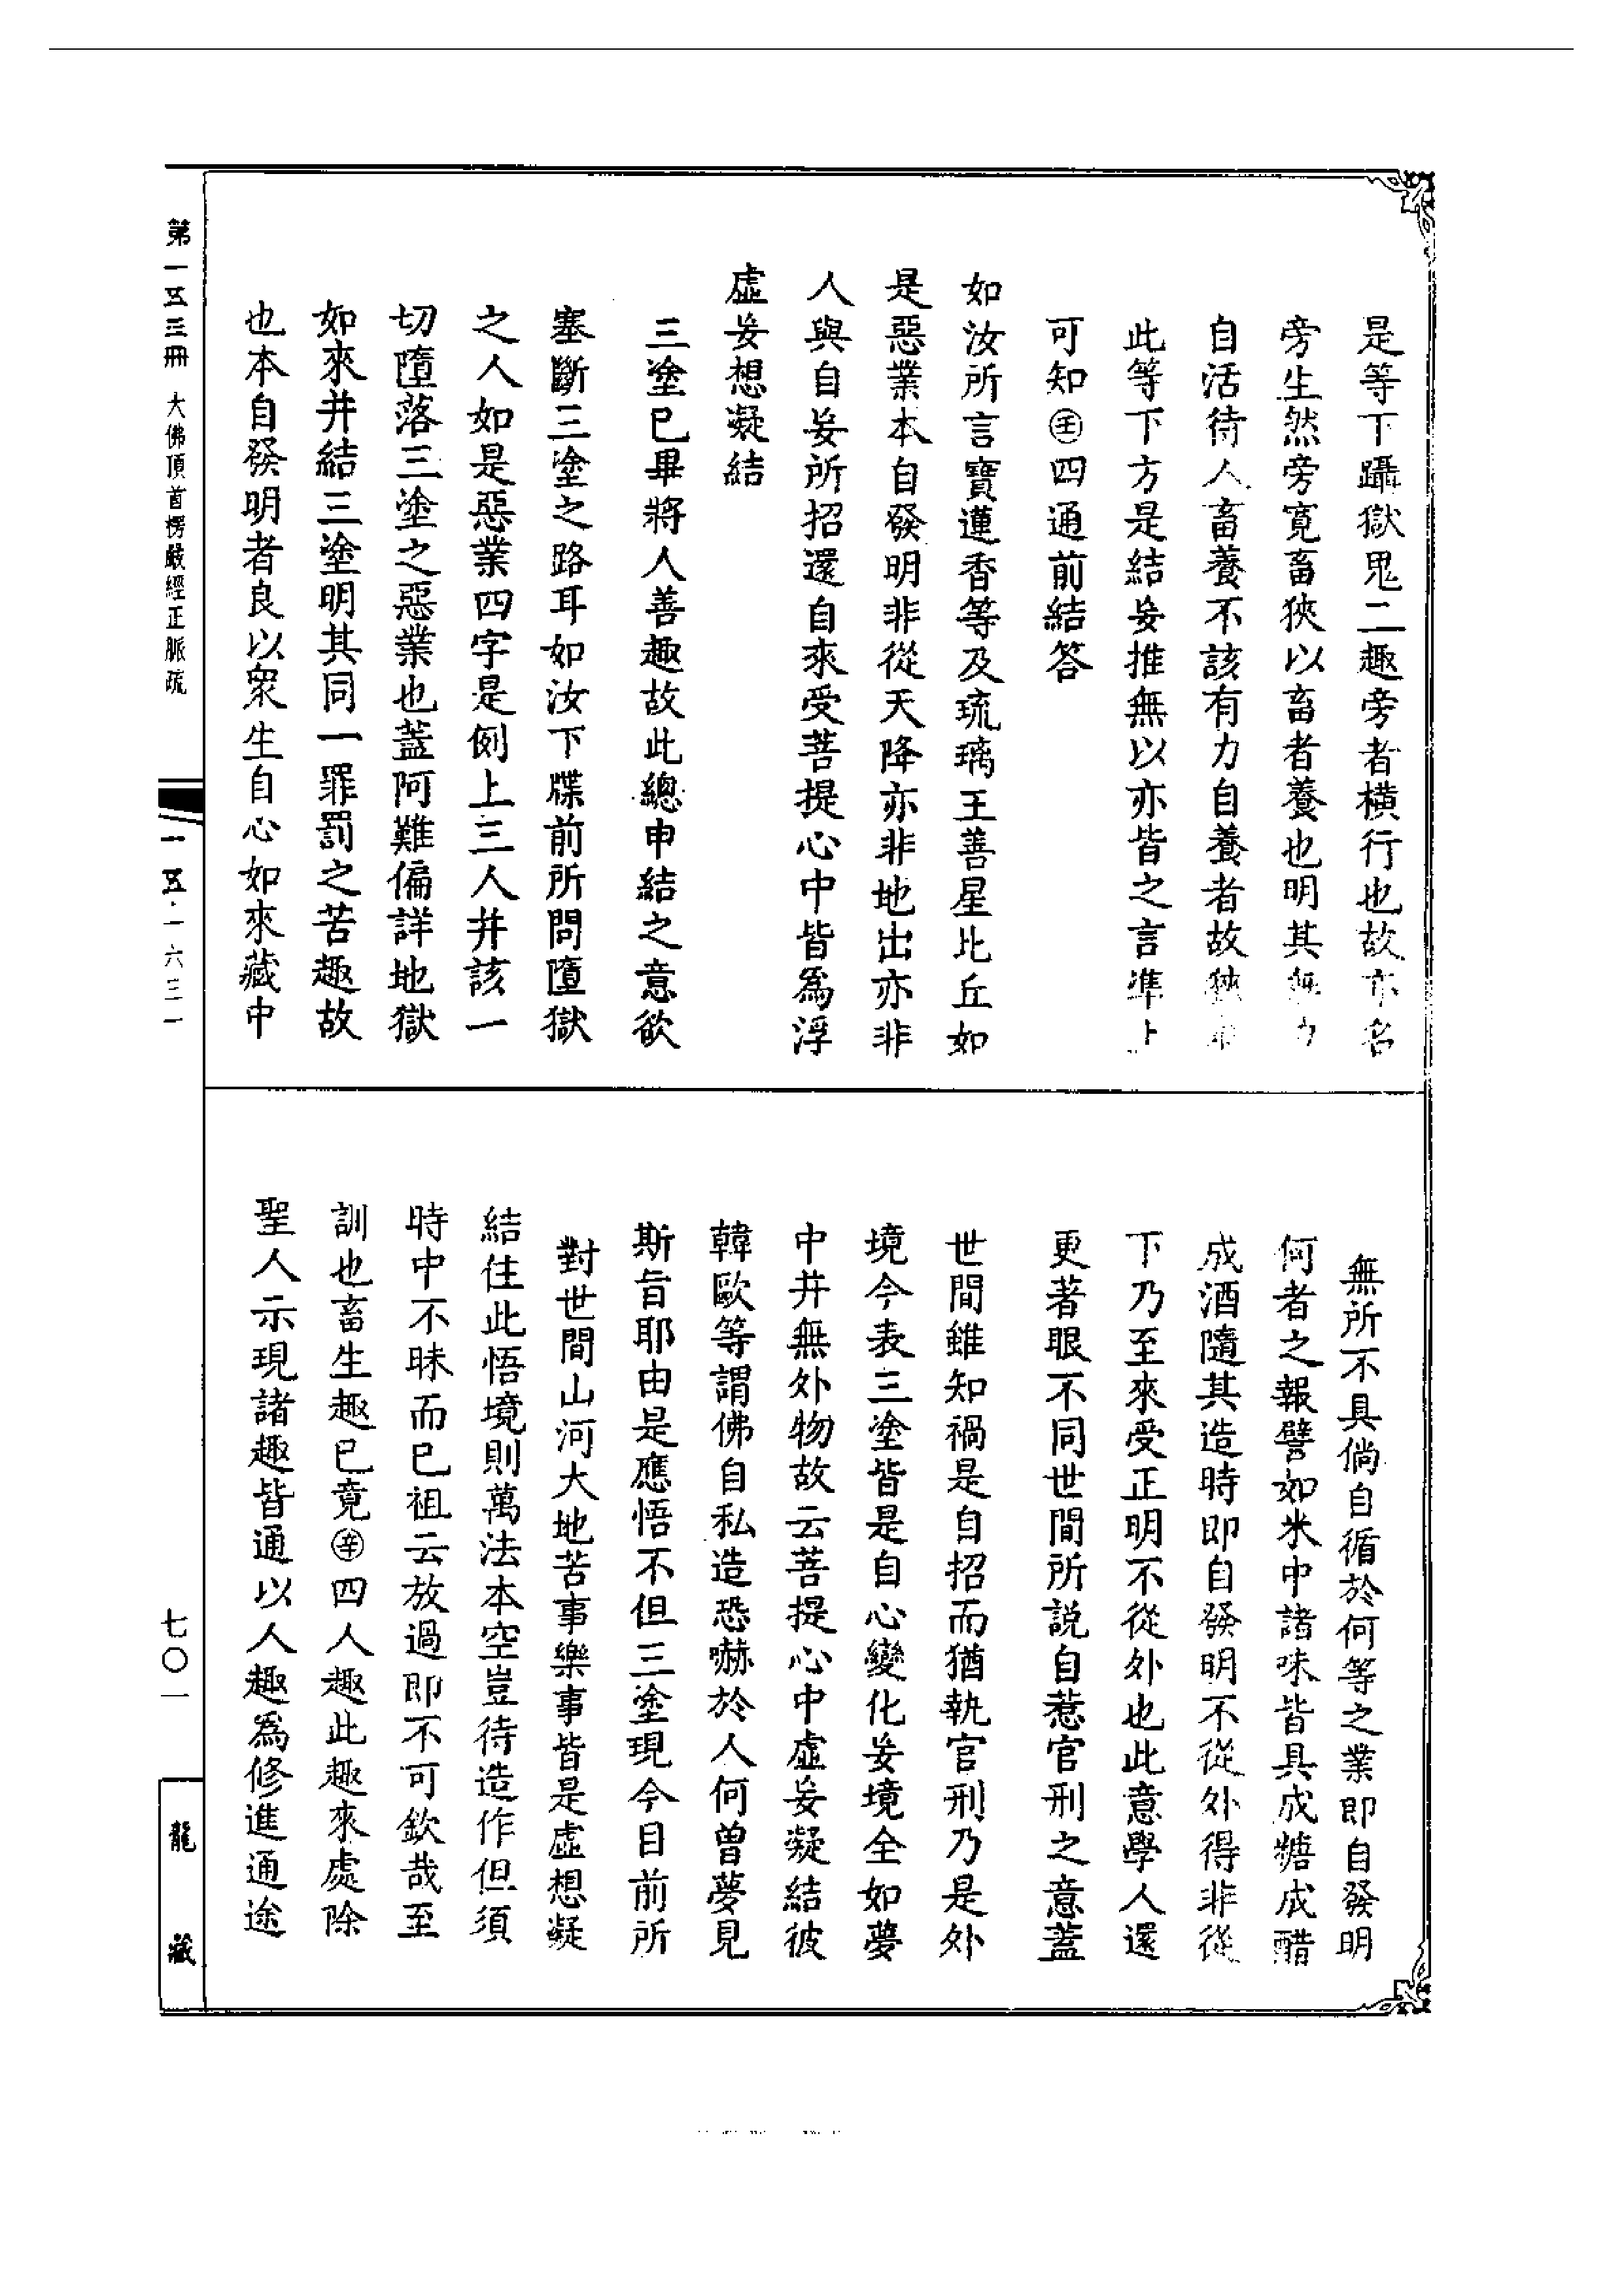 是等下躡獄鬼二趣旁者橫行也故亦名
旁生然旁寬畜狹以畜者養也明其無力
自活待人畜養不該有力自養者故狹
此等下方是結妄推無以亦皆之言準上
可知㊣四通前結答
如汝所言寶蓮香等及琉璃王善星比丘如
是惡業本自發明非從天降亦非地出亦非
人與自妄所招還自來受菩提心中皆為浮
虛妄想凝結
三塗已畢將人善趣故此總申結之意欲
塞斷三塗之路耳如汝下牒前所問墮獄
之人如是惡業四字是例上三人并該一
切墮落三塗之惡業也蓋阿難偏詳地獄
如來并結三塗明其同一罪罰之苦趣故
也本自發明者良以眾生自心如來藏中
無所不具倘自循於何等之業即自發明
何者之報譬如米中諸味皆具成糖成醋
成酒隨其造時即自發明不從外得非從
下乃至來受正明不從外也此意學人還
更著眼不同世間所說自惹官刑之意蓋
世間雖知禍是自招而猶執官刑乃是外
境今表三塗皆是自心變化妄境全如夢
中并無外物故云菩提心中虛妄凝結彼
韓歐等謂佛自私造恐嚇於人何曾夢見
斯旨耶由是應悟不但三塗現今目前所
對世間山河大地苦事樂事皆是虛想凝
結住此悟境則萬法本空豈待造作但須
時中不昧而已祖云放過即不可欽哉至
訓也畜生趣已竟㊛四人趣此趣來處除
聖人示現諸趣皆通以人趣為修進通途
第一五三冊 大佛頂首楞嚴經正脈疏
一五·一六三一
七〇一
龍藏